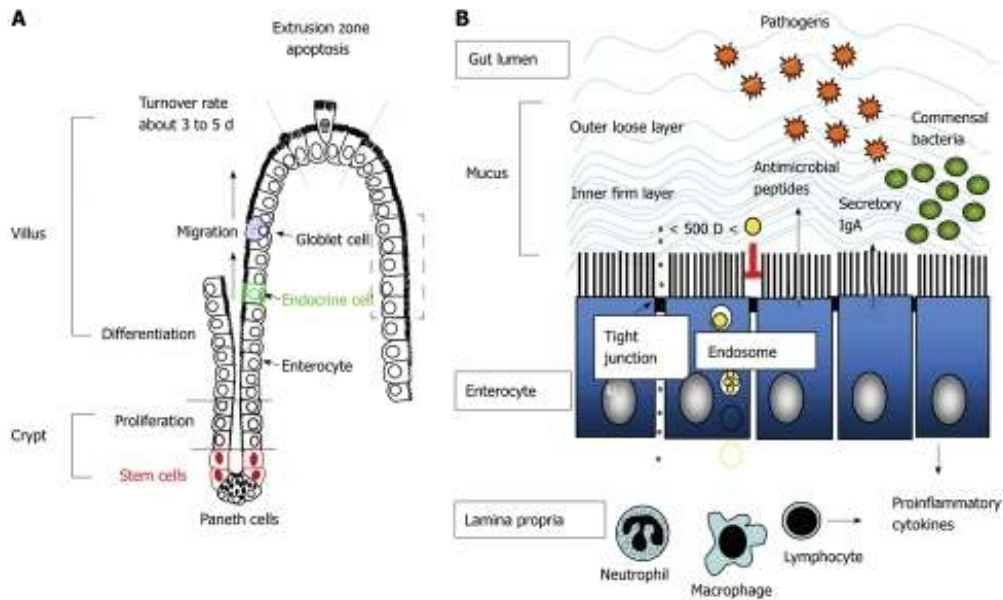 A
Extrusion zone
apoptosis
Turnover rate
about 3 to 5 d
Villus
Migration
Globlet cell
Endocrine cell
Differentiation
Enterocyte
Crypt
Proliferation
Stem cells
Paneth cells
B
Pathogens
Gut lumen
Mucus
Outer loose layer
Commensal
bacteria
Antimicrobial
peptides
Inner firm layer
Secretory
IgA
< 500 D <
Tight
junction
Endosome
Enterocyte
Lamina propria
Neutrophil
Macrophage
Lymphocyte
Proinflammatory
cytokines